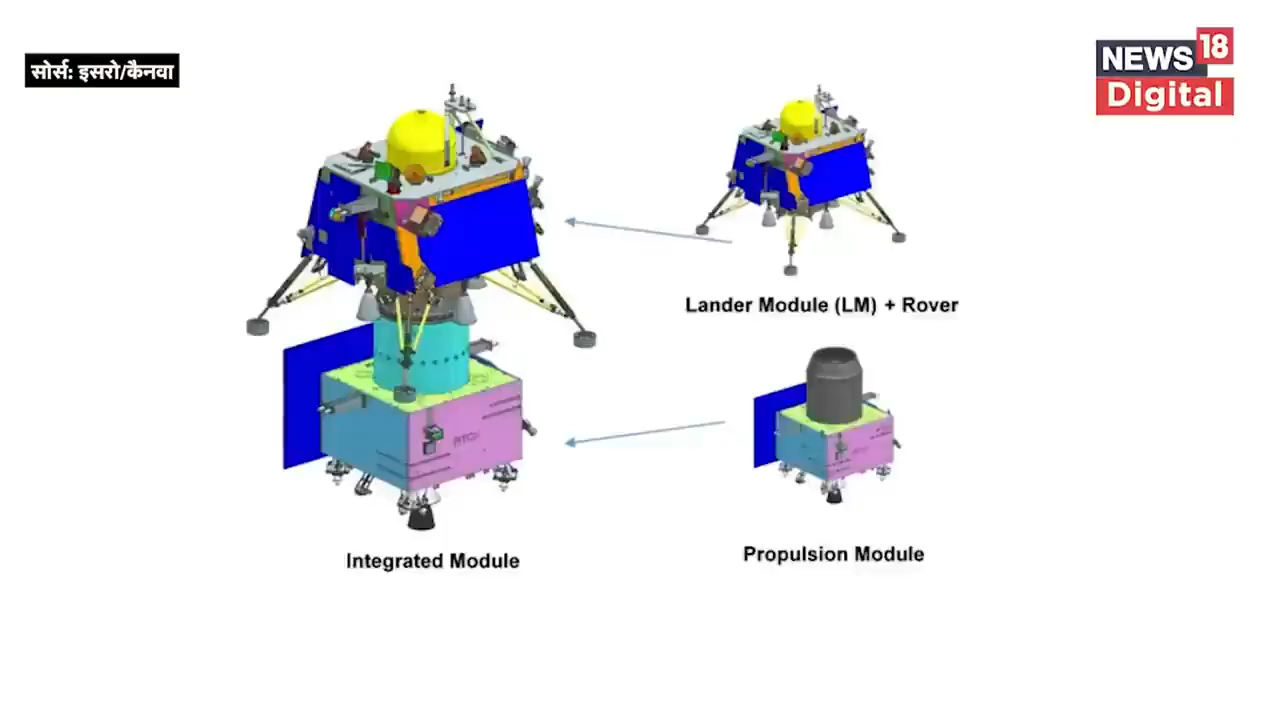 सोर्स: इसरो/कैनवा
NEWS 18
Digital
Lander Module (LM) + Rover
Integrated Module
Propulsion Module